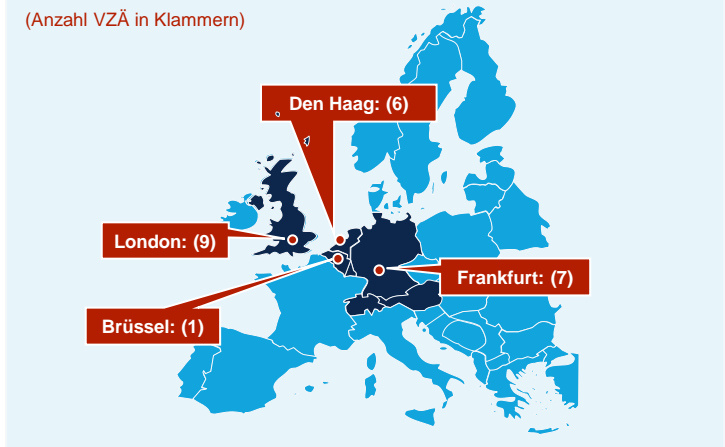 (Anzahl VZÄ in Klammern)
Den Haag: (6)
London: (9)
Frankfurt: (7)
Brüssel: (1)